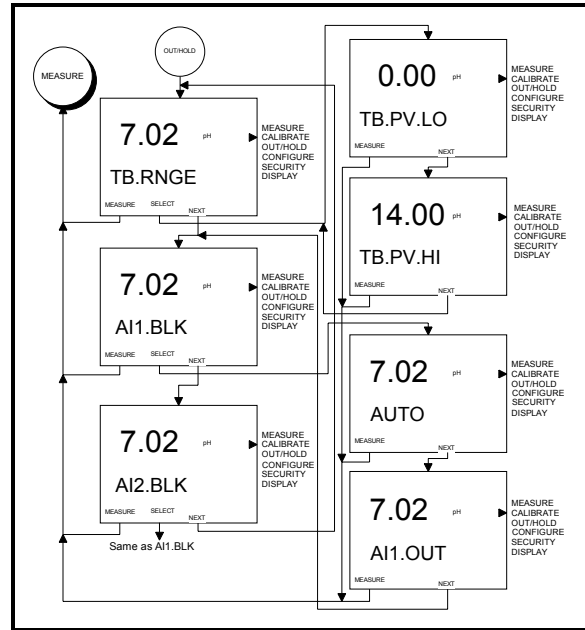 MEASURE
OUT/HOLD
7.02 pH
TB.RNGE
MEASURE SELECT NEXT
MEASURE
CALIBRATE
OUT/HOLD
CONFIGURE
SECURITY
DISPLAY
7.02 pH
AI1.BLK
MEASURE SELECT NEXT
MEASURE
CALIBRATE
OUT/HOLD
CONFIGURE
SECURITY
DISPLAY
7.02 pH
AI2.BLK
MEASURE SELECT NEXT
MEASURE
CALIBRATE
OUT/HOLD
CONFIGURE
SECURITY
DISPLAY
Same as AI1.BLK
0.00 pH
TB.PV.LO
MEASURE NEXT
MEASURE
CALIBRATE
OUT/HOLD
CONFIGURE
SECURITY
DISPLAY
14.00 pH
TB.PV.HI
MEASURE NEXT
MEASURE
CALIBRATE
OUT/HOLD
CONFIGURE
SECURITY
DISPLAY
7.02 pH
AUTO
MEASURE NEXT
MEASURE
CALIBRATE
OUT/HOLD
CONFIGURE
SECURITY
DISPLAY
7.02 pH
AI1.OUT
MEASURE NEXT
MEASURE
CALIBRATE
OUT/HOLD
CONFIGURE
SECURITY
DISPLAY